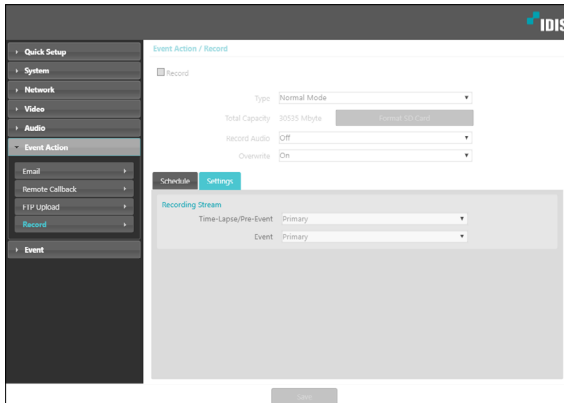 IDIS
Quick Setup
System
Network
Video
Audio
Event Action
Email
Remote Callback
FTP Upload
Record
Event
Event Action / Record
Record
Type Normal Mode
Total Capacity 30535 Mbyte Format SD Card
Record Audio Off
Overwrite On
Schedule Settings
Recording Stream
Time-Lapse/Pre-Event Primary
Event Primary
Save